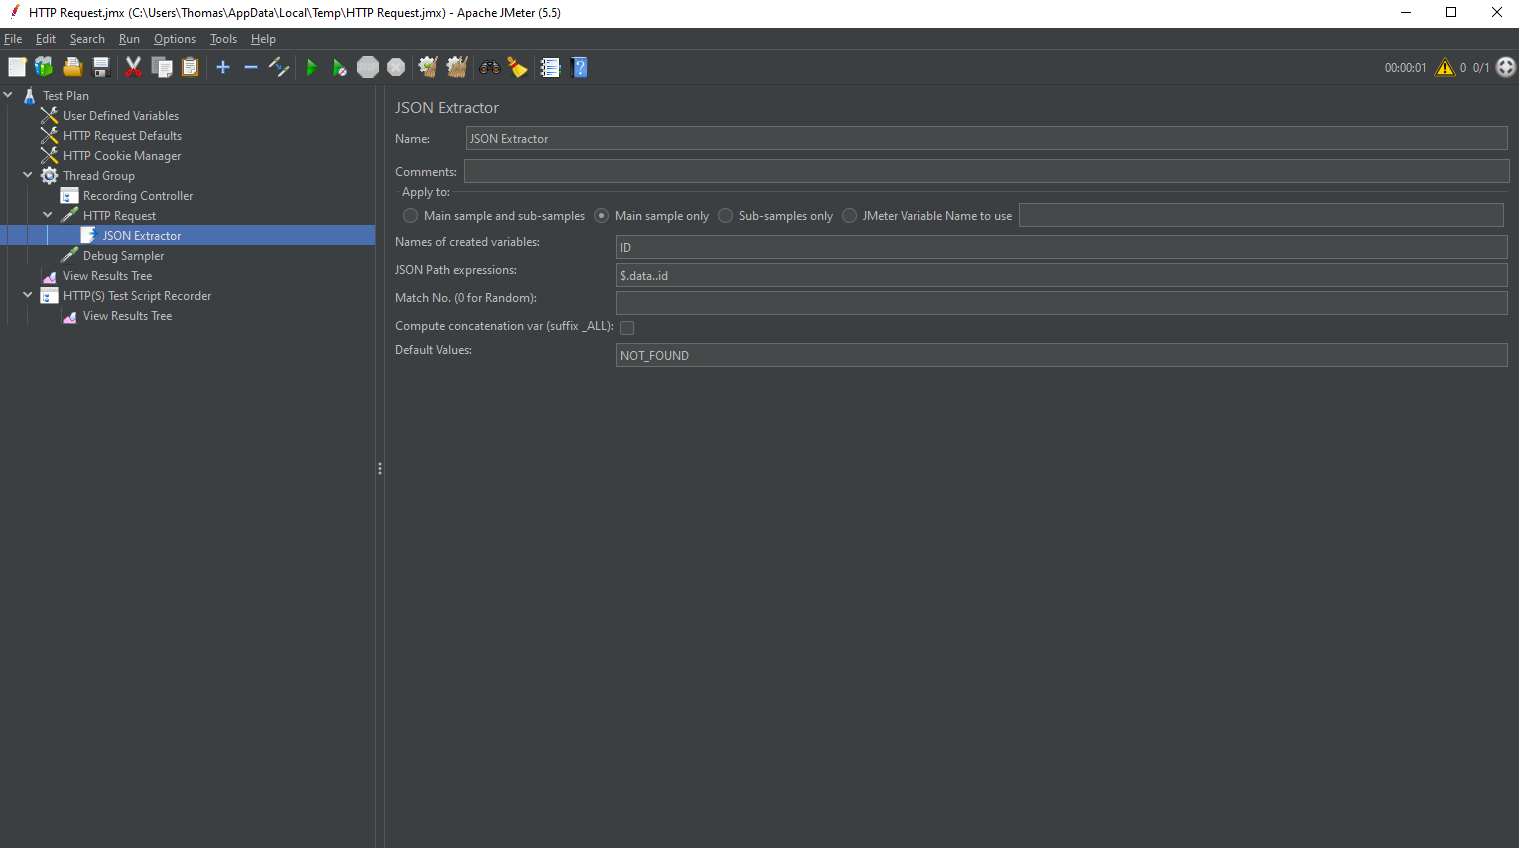 HTTP Request.jmx (C:\Users\Thomas\AppData\Local\Temp\HTTP Request.jmx) - Apache JMeter (5.5)
File Edit Search Run Options Tools Help
STOP 00:00:01 0 0/1
Test Plan
User Defined Variables
HTTP Request Defaults
HTTP Cookie Manager
Thread Group
Recording Controller
HTTP Request
JSON Extractor
Debug Sampler
View Results Tree
HTTP(S) Test Script Recorder
View Results Tree
JSON Extractor
Name: JSON Extractor
Comments:
Apply to:
Main sample and sub-samples Main sample only Sub-samples only JMeter Variable Name to use
Names of created variables: ID
JSON Path expressions: $.data..id
Match No. (0 for Random):
Compute concatenation var (suffix _ALL):
Default Values: NOT_FOUND